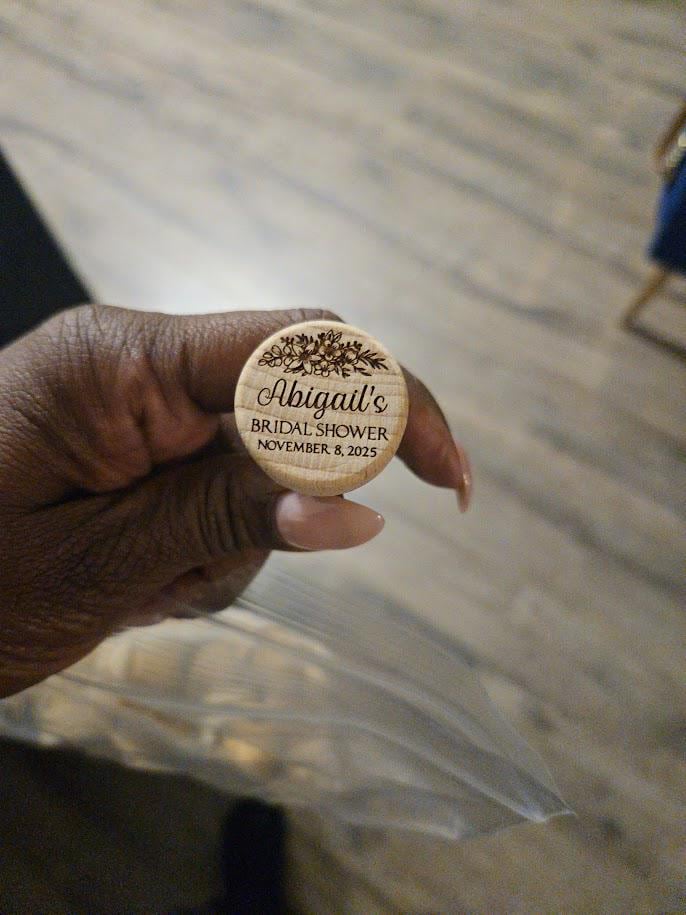 Abigail's
BRIDAL SHOWER
NOVEMBER 8, 2025